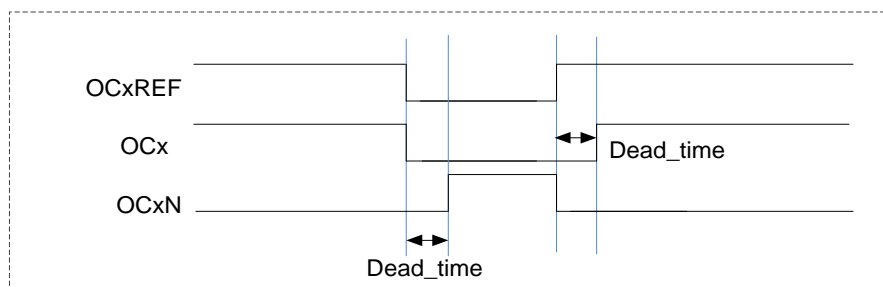 OCxREF
OCx
Dead_time
OCxN
Dead_time